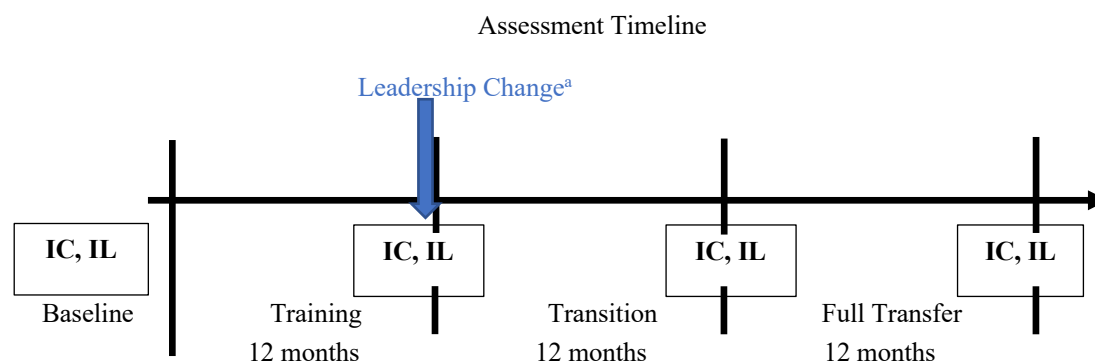 Assessment Timeline
Leadership Changeᵃ
IC, IL
IC, IL
IC, IL
IC, IL
Baseline
Training
Transition
Full Transfer
12 months
12 months
12 months